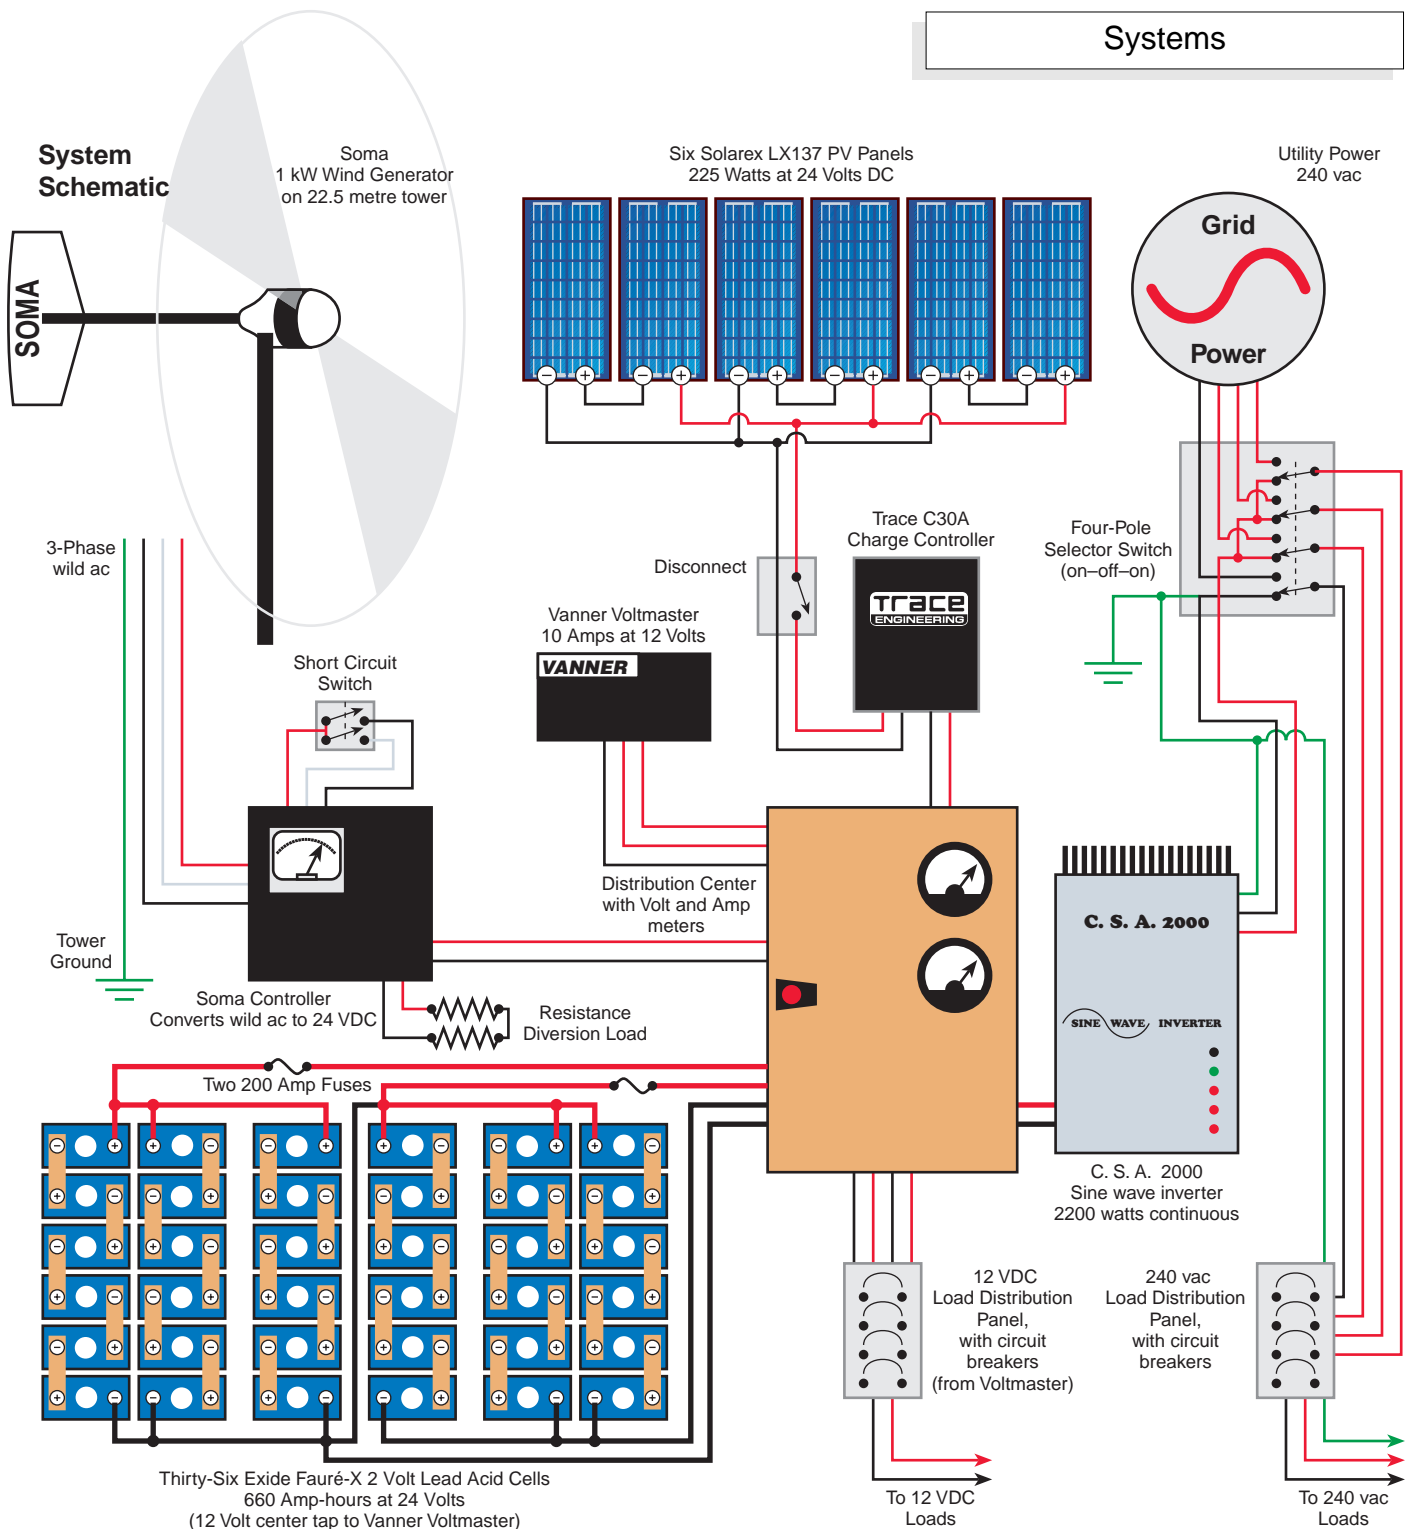 Systems
System
Schematic
Soma
1 kW Wind Generator
on 22.5 metre tower
SOMA
Six Solarex LX137 PV Panels
225 Watts at 24 Volts DC
Utility Power
240 vac
Grid
Power
3-Phase
wild ac
Short Circuit
Switch
Vanner Voltmaster
10 Amps at 12 Volts
VANNER
Disconnect
Trace C30A
Charge Controller
TRACE
ENGINEERING
Four-Pole
Selector Switch
(on–off–on)
Tower
Ground
Soma Controller
Converts wild ac to 24 VDC
Resistance
Diversion Load
Distribution Center
with Volt and Amp
meters
C. S. A. 2000
SINE WAVE INVERTER
C. S. A. 2000
Sine wave inverter
2200 watts continuous
Two 200 Amp Fuses
12 VDC
Load Distribution
Panel,
with circuit
breakers
(from Voltmaster)
240 vac
Load Distribution
Panel,
with circuit
breakers
Thirty-Six Exide Fauré-X 2 Volt Lead Acid Cells
660 Amp-hours at 24 Volts
(12 Volt center tap to Vanner Voltmaster)
To 12 VDC
Loads
To 240 vac
Loads